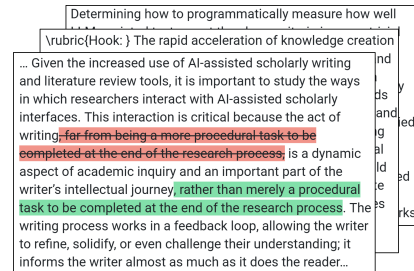 Determining how to programmatically measure how well
\rubric{Hook: } The rapid acceleration of knowledge creation
... Given the increased use of AI-assisted scholarly writing
and literature review tools, it is important to study the ways
in which researchers interact with AI-assisted scholarly
interfaces. This interaction is critical because the act of
writing, far from being a more procedural task to be
completed at the end of the research process, is a dynamic
aspect of academic inquiry and an important part of the
writer's intellectual journey, rather than merely a procedural
task to be completed at the end of the research process. The
writing process works in a feedback loop, allowing the writer
to refine, solidify, or even challenge their understanding; it
informs the writer almost as much as it does the reader...